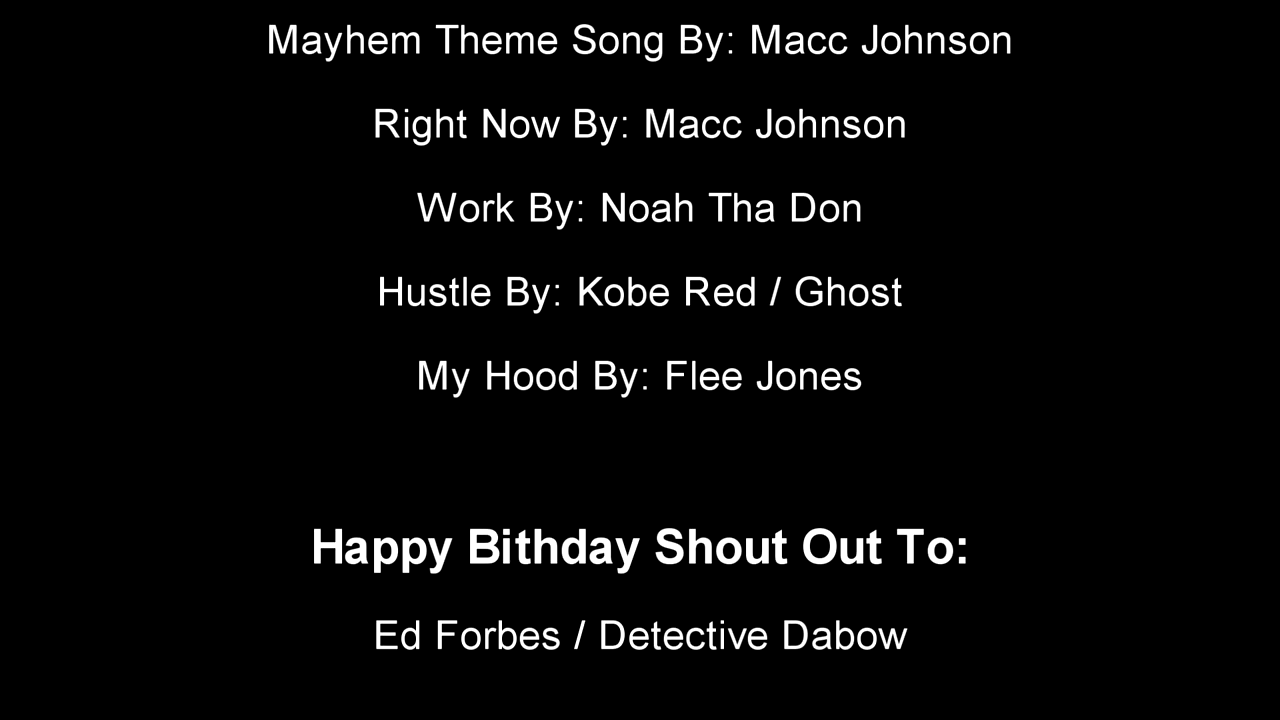 Mayhem Theme Song By: Macc Johnson
Right Now By: Macc Johnson
Work By: Noah Tha Don
Hustle By: Kobe Red / Ghost
My Hood By: Flee Jones
Happy Bithday Shout Out To:
Ed Forbes / Detective Dabow